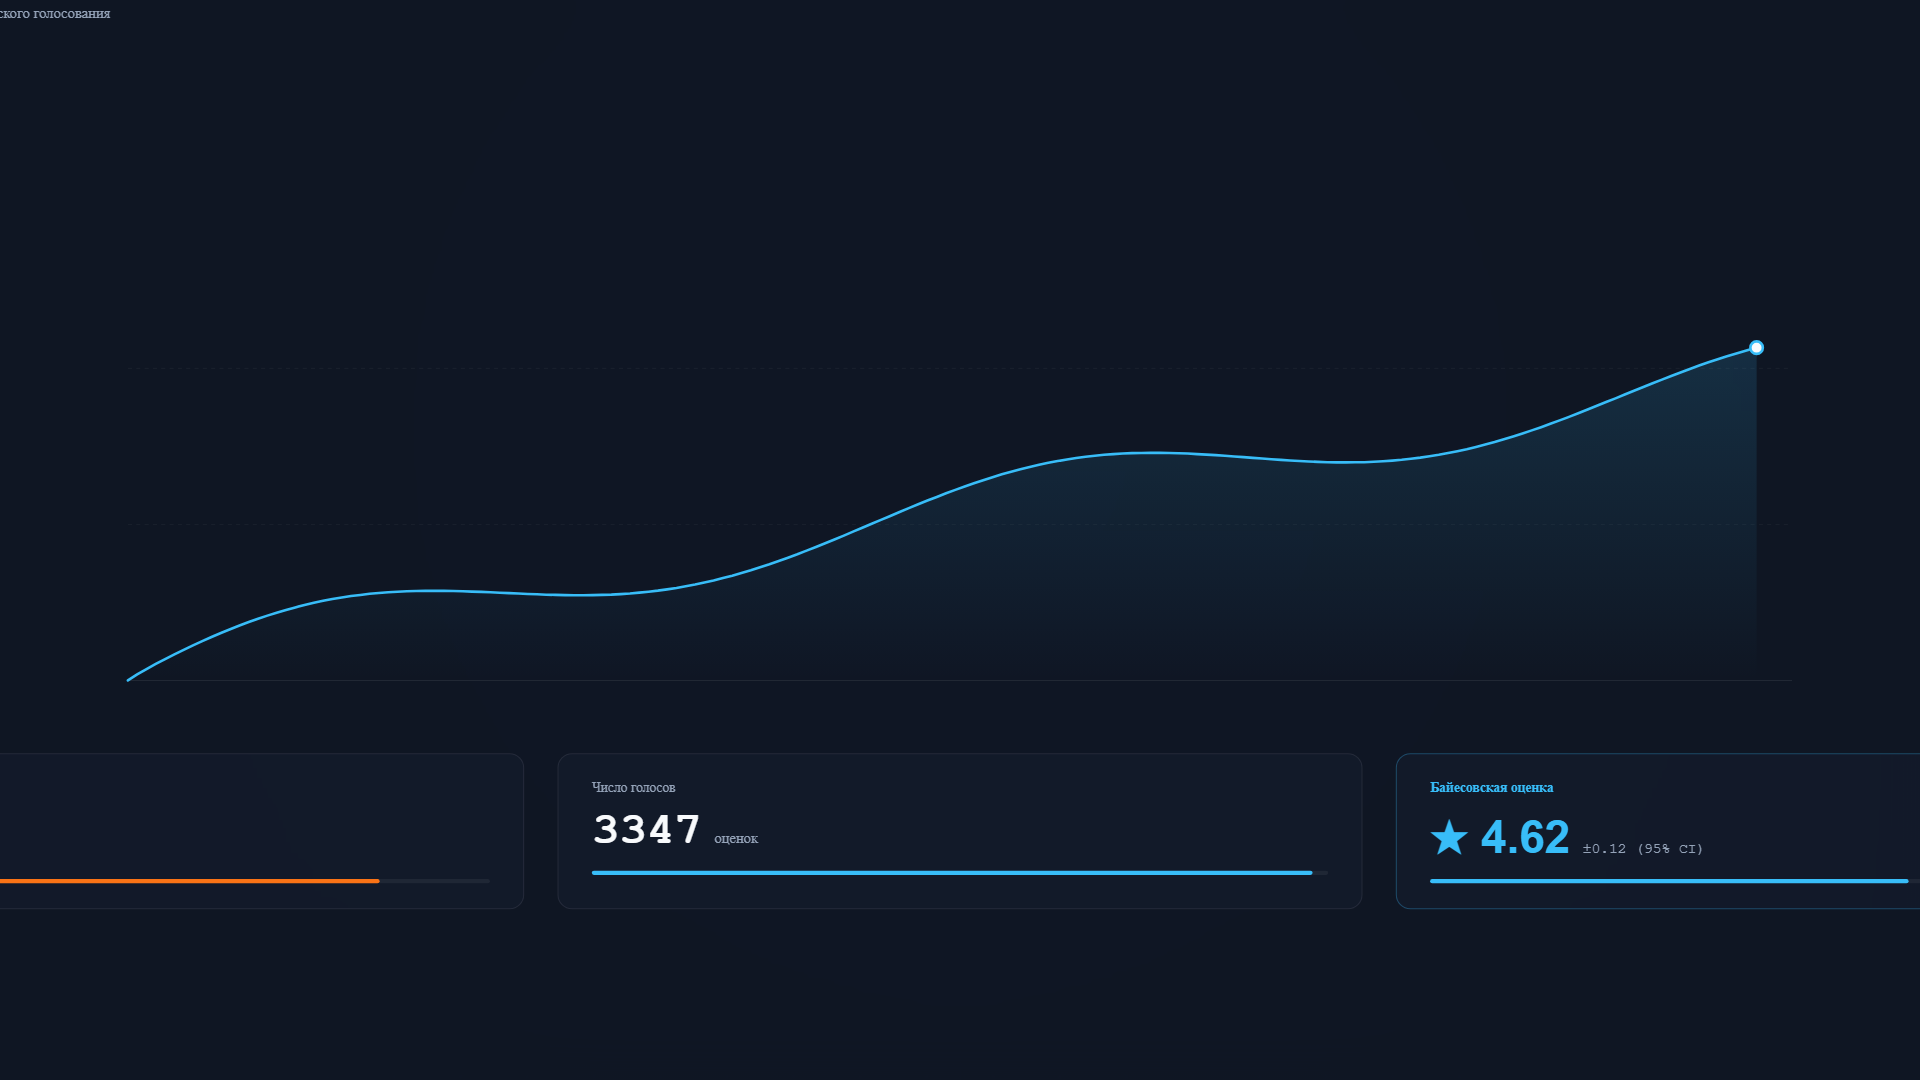 ского голосования
Число голосов
3347 оценок
Байесовская оценка
★ 4.62 ±0.12 (95% CI)